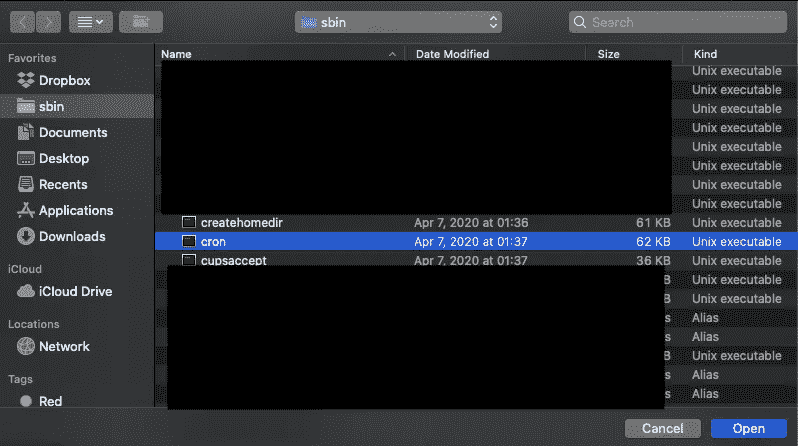 sbin
Search
Favorites
Dropbox
sbin
Documents
Desktop
Recents
Applications
Downloads
iCloud
iCloud Drive
Locations
Network
Tags
Red
Name Date Modified Size Kind
Unix executable
Unix executable
Unix executable
Unix executable
Unix executable
Unix executable
Unix executable
Unix executable
createhomedir Apr 7, 2020 at 01:36 61 KB Unix executable
cron Apr 7, 2020 at 01:37 62 KB Unix executable
cupsaccept Apr 7, 2020 at 01:37 36 KB Unix executable
Unix executable
Unix executable
Alias
Alias
Unix executable
Alias
Alias
Cancel Open